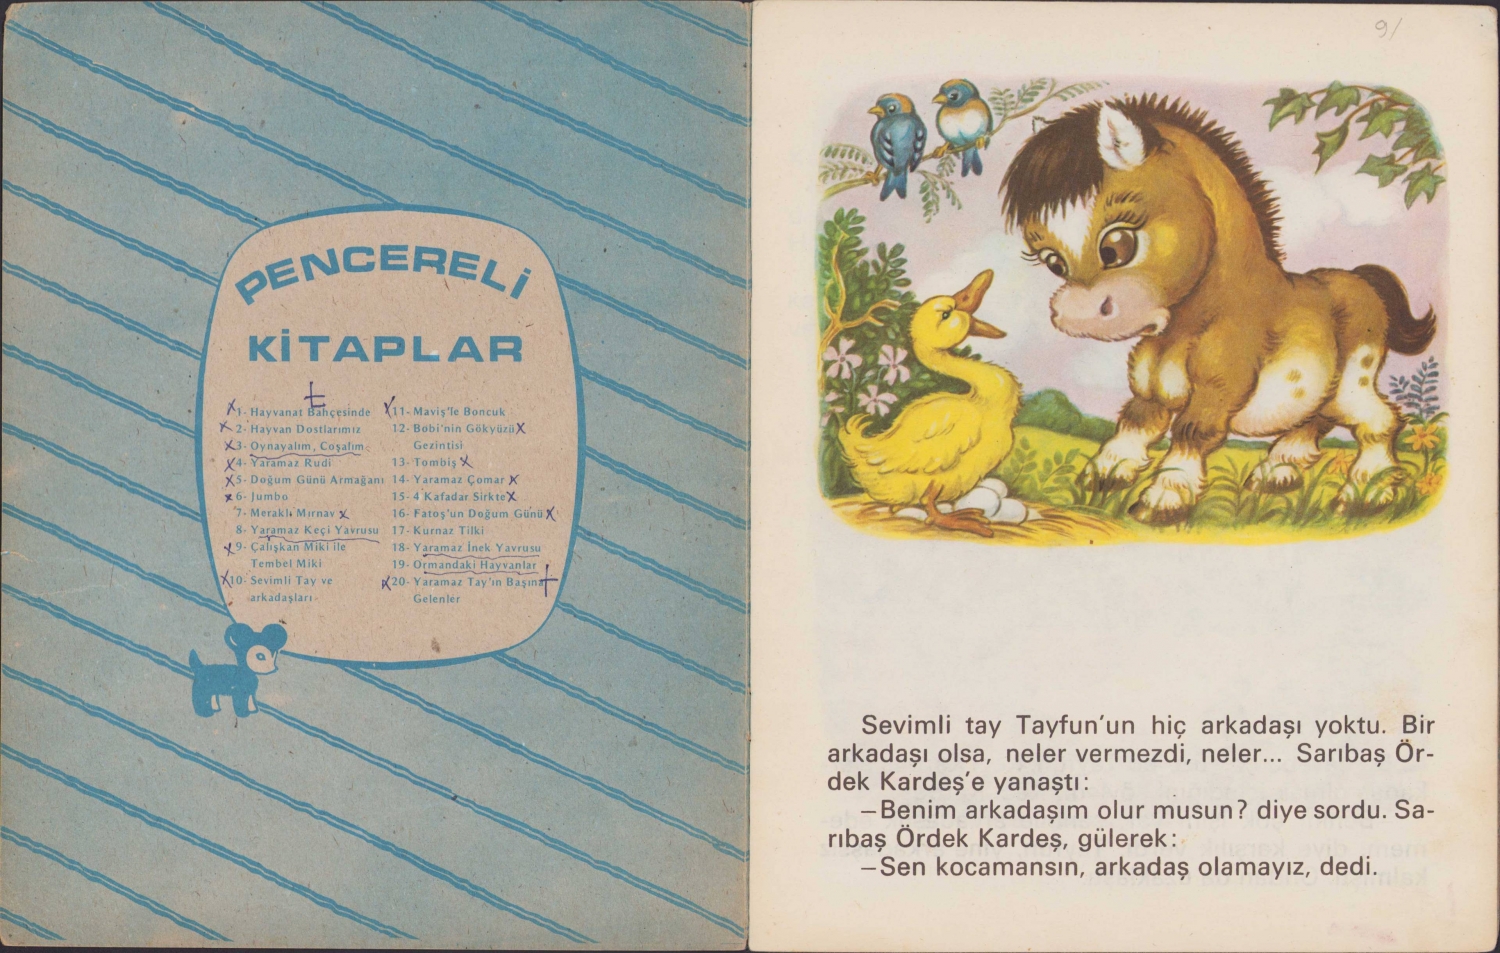 PENCERELİ
KİTAPLAR
1- Hayvanat Bahçesinde
2- Hayvan Dostlarımız
3- Oynayalım, Coşalım
4- Yaramaz Rudi
5- Doğum Günü Armağanı
6- Jumbo
7- Meraklı Mırnav
8- Yaramaz Keçi Yavrusu
9- Çalışkan Miki ile
Tembel Miki
10- Sevimli Tay ve
arkadaşları
11- Maviş'le Boncuk
12- Bobi'nin Gökyüzü
Gezintisi
13- Tombiş
14- Yaramaz Çomar
15- 4 Kafadar Sirkte
16- Fatoş'un Doğum Günü
17- Kurnaz Tilki
18- Yaramaz İnek Yavrusu
19- Ormandaki Hayvanlar
20- Yaramaz Tay'ın Başına
Gelenler
9/
Sevimli tay Tayfun'un hiç arkadaşı yoktu. Bir
arkadaşı olsa, neler vermezdi, neler... Sarıbaş Ör-
dek Kardeş'e yanaştı:
—Benim arkadaşım olur musun? diye sordu. Sa-
rıbaş Ördek Kardeş, gülerek:
—Sen kocamansın, arkadaş olamayız, dedi.